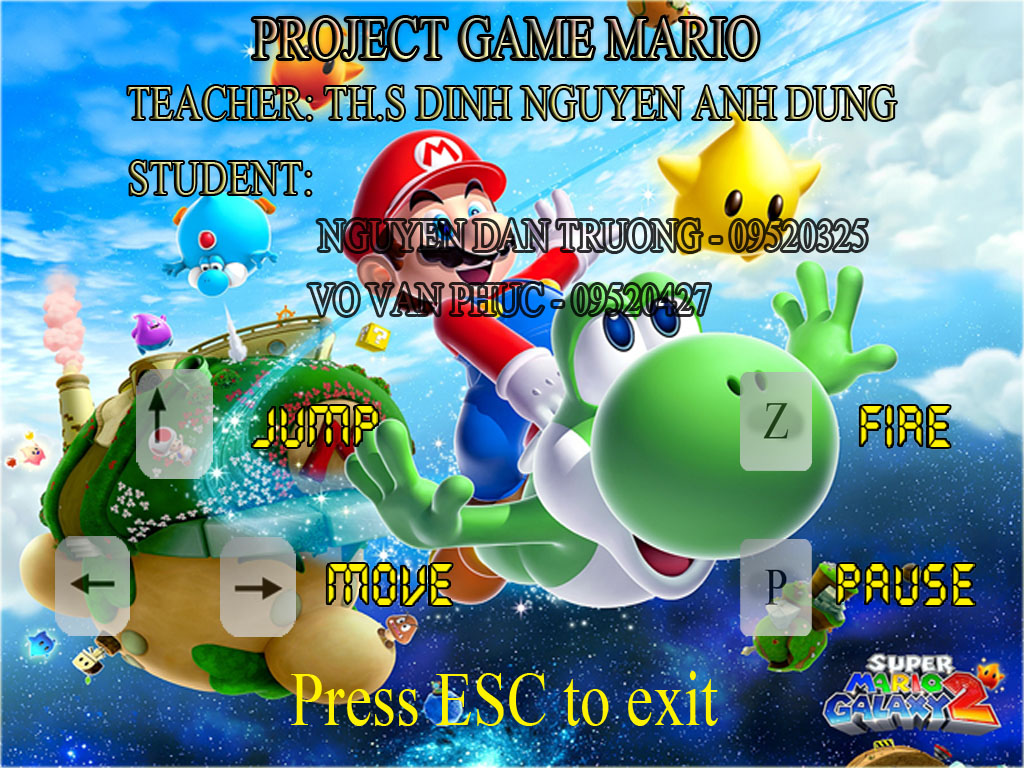 PROJECT GAME MARIO
TEACHER: TH.S DINH NGUYEN ANH DUNG
STUDENT:
NGUYEN DAN TRUONG - 09520325
VO VAN PHUC - 09520427
↑ JUMP Z FIRE
← → MOVE P PAUSE
Press ESC to exit
SUPER
MARIO
GALAXY 2
M
?